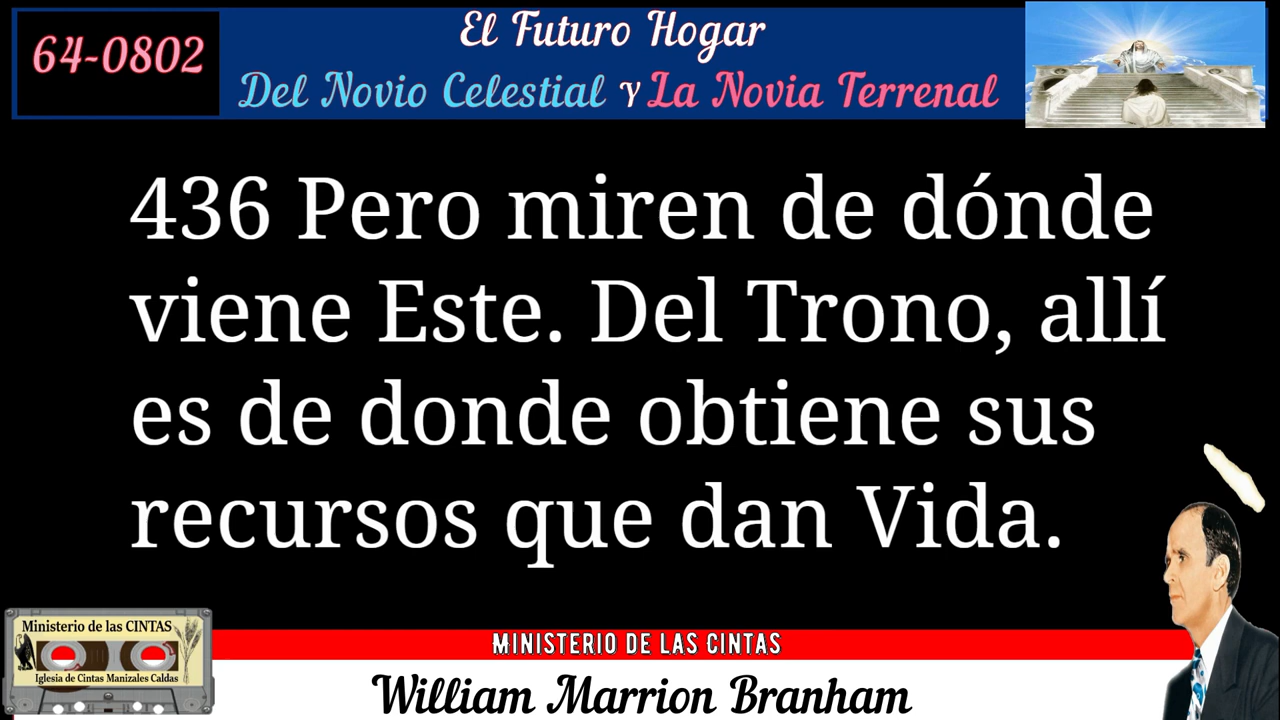 64-0802
El Futuro Hogar
Del Novio Celestial Y La Novia Terrenal
436 Pero miren de dónde
viene Este. Del Trono, allí
es de donde obtiene sus
recursos que dan Vida.
Ministerio de las CINTAS
Iglesia de Cintas Manizales Caldas
MINISTERIO DE LAS CINTAS
William Marrion Branham